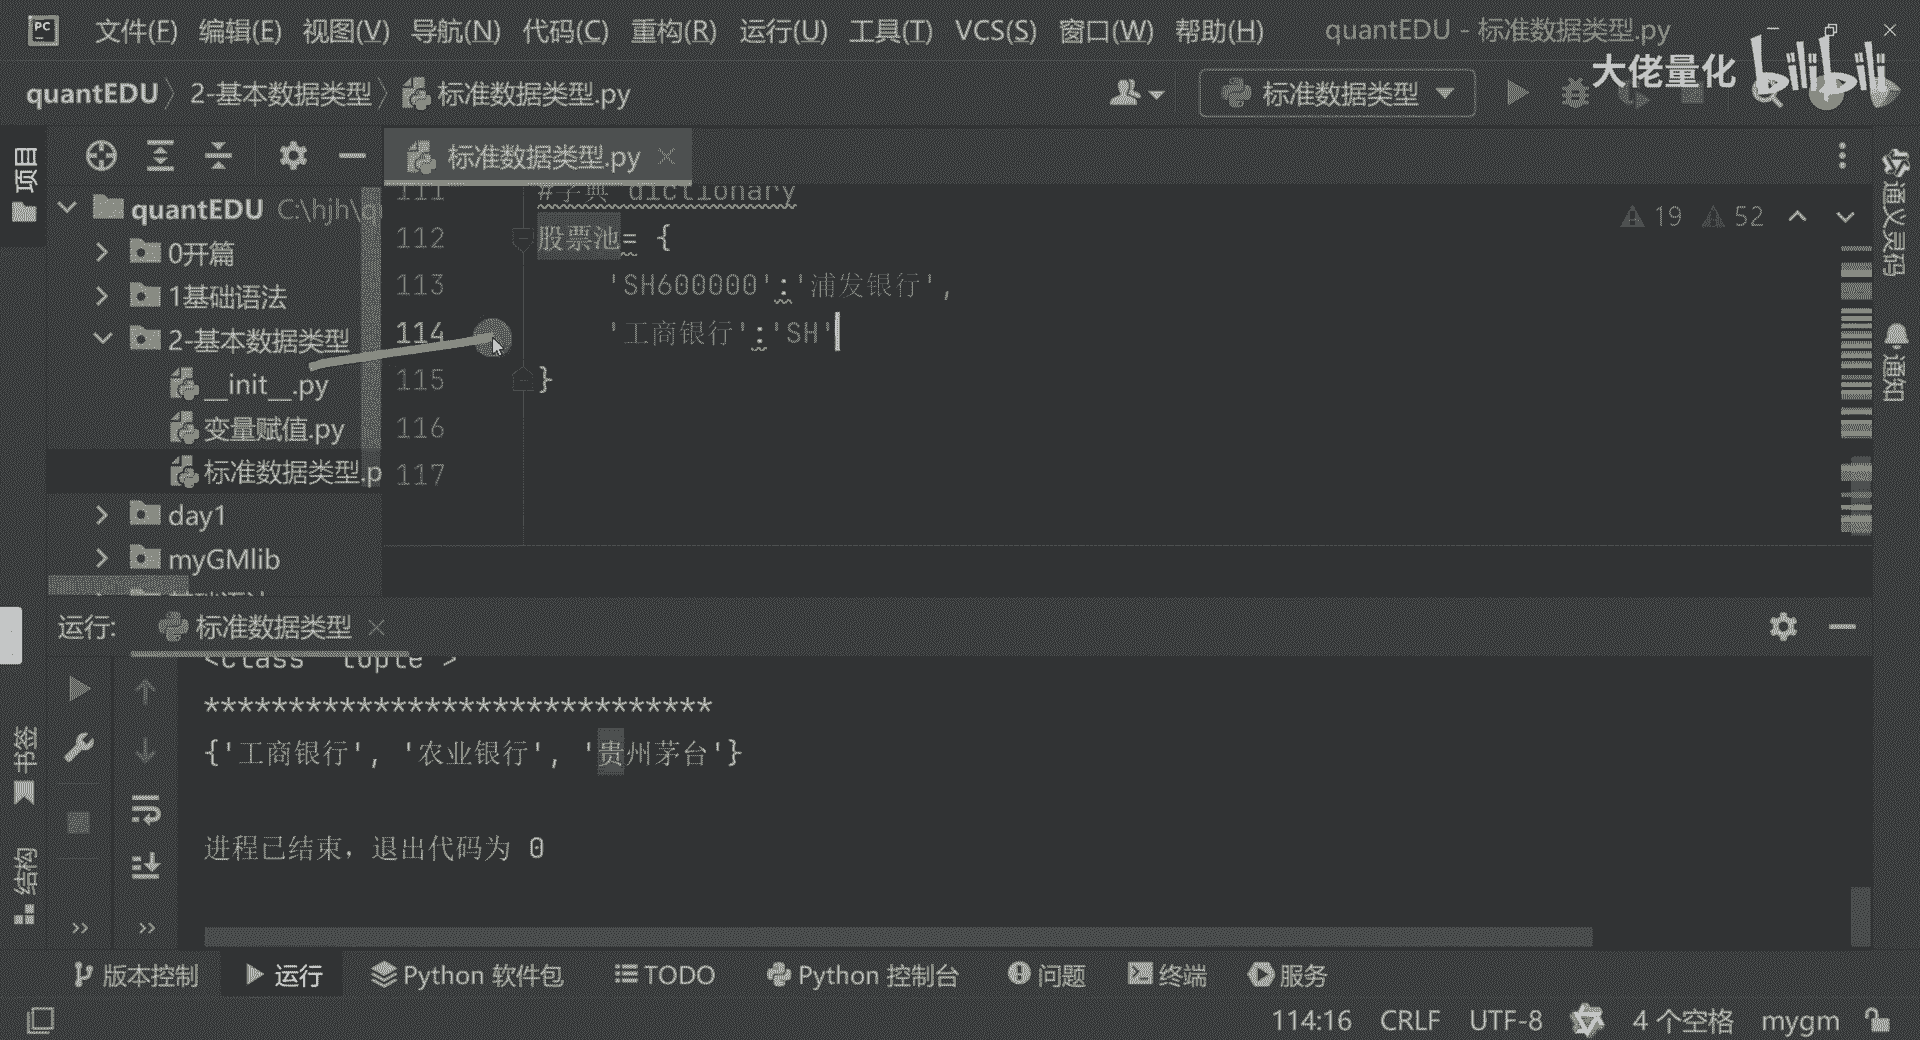 PC 文件(F) 编辑(E) 视图(V) 导航(N) 代码(C) 重构(R) 运行(U) 工具(T) VCS(S) 窗口(W) 帮助(H) quantEDU - 标准数据类型.py
大佬量化 bilibili
quantEDU 2-基本数据类型 标准数据类型.py 标准数据类型
项目
标准数据类型.py
quantEDU C:\hjh\q
0开篇
1基础语法
2-基本数据类型
__init__.py
变量赋值.py
标准数据类型.p
day1
myGMlib
111 #字典 dictionary
112 股票池= {
113 'SH600000':'浦发银行',
114 '工商银行':'SH'
115 }
116
117
19 52
通义灵码
通知
运行: 标准数据类型
<class 'tuple'>
******************************
{'工商银行', '农业银行', '贵州茅台'}
进程已结束，退出代码为 0
书签
结构
版本控制 运行 Python 软件包 TODO Python 控制台 问题 终端 服务
114:16 CRLF UTF-8 4 个空格 mygm